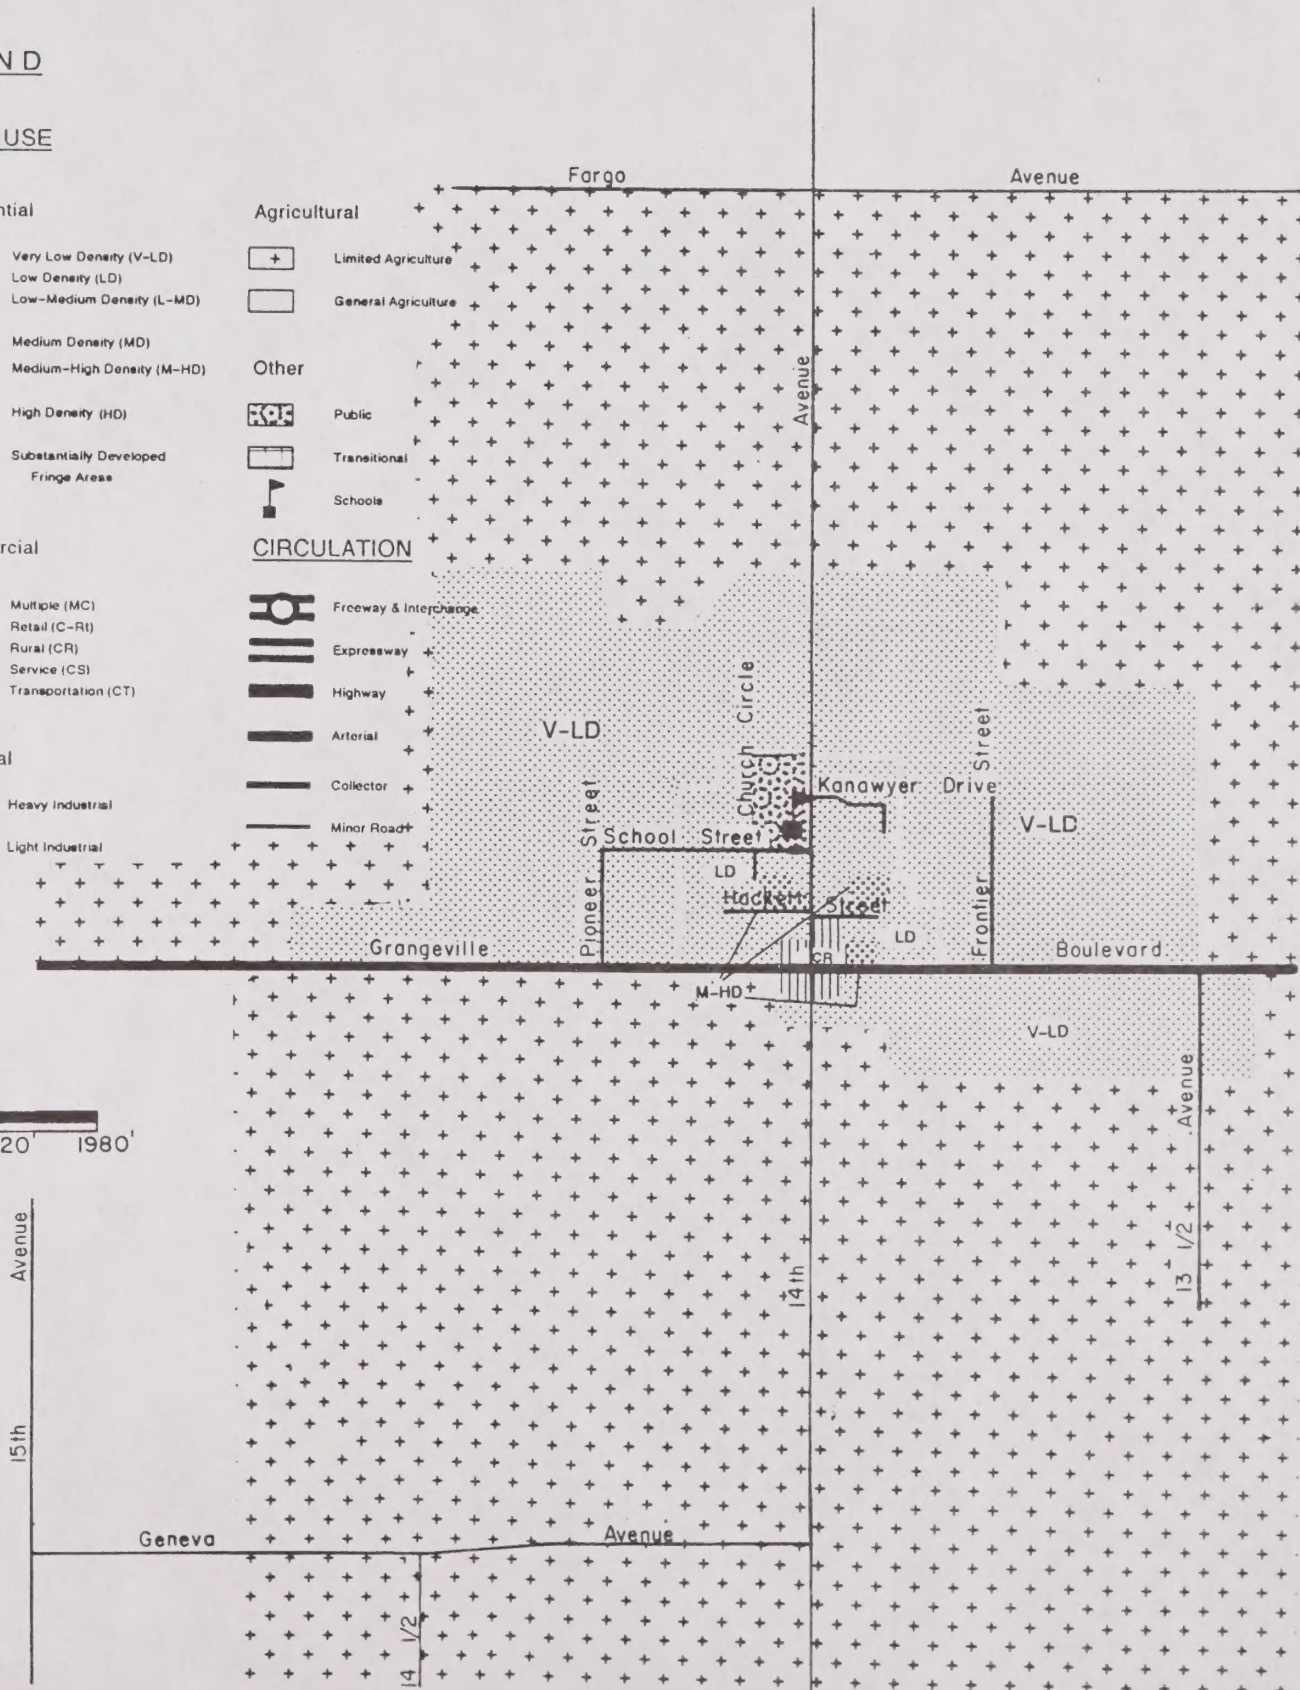 ND
USE
ntial
Very Low Density (V-LD)
Low Density (LD)
Low-Medium Density (L-MD)
Medium Density (MD)
Medium-High Density (M-HD)
High Density (HD)
Substantially Developed
Fringe Areas
rcial
Multiple (MC)
Retail (C-Rt)
Rural (CR)
Service (CS)
Transportation (CT)
al
Heavy Industrial
Light Industrial
Agricultural
Limited Agriculture
General Agriculture
Other
Public
Transitional
Schools
CIRCULATION
Freeway & Interchange
Expressway
Highway
Arterial
Collector
Minor Road
20' 1980'
Fargo Avenue
Avenue
V-LD
Church Circle
Street
Kanawyer Drive
Pioneer Street
School Street
V-LD
LD
Hackett Street
Frontier
LD
Grangeville Boulevard
CR
M-HD
V-LD
Avenue
15th Avenue
14th
13 1/2
Geneva Avenue
14 1/2